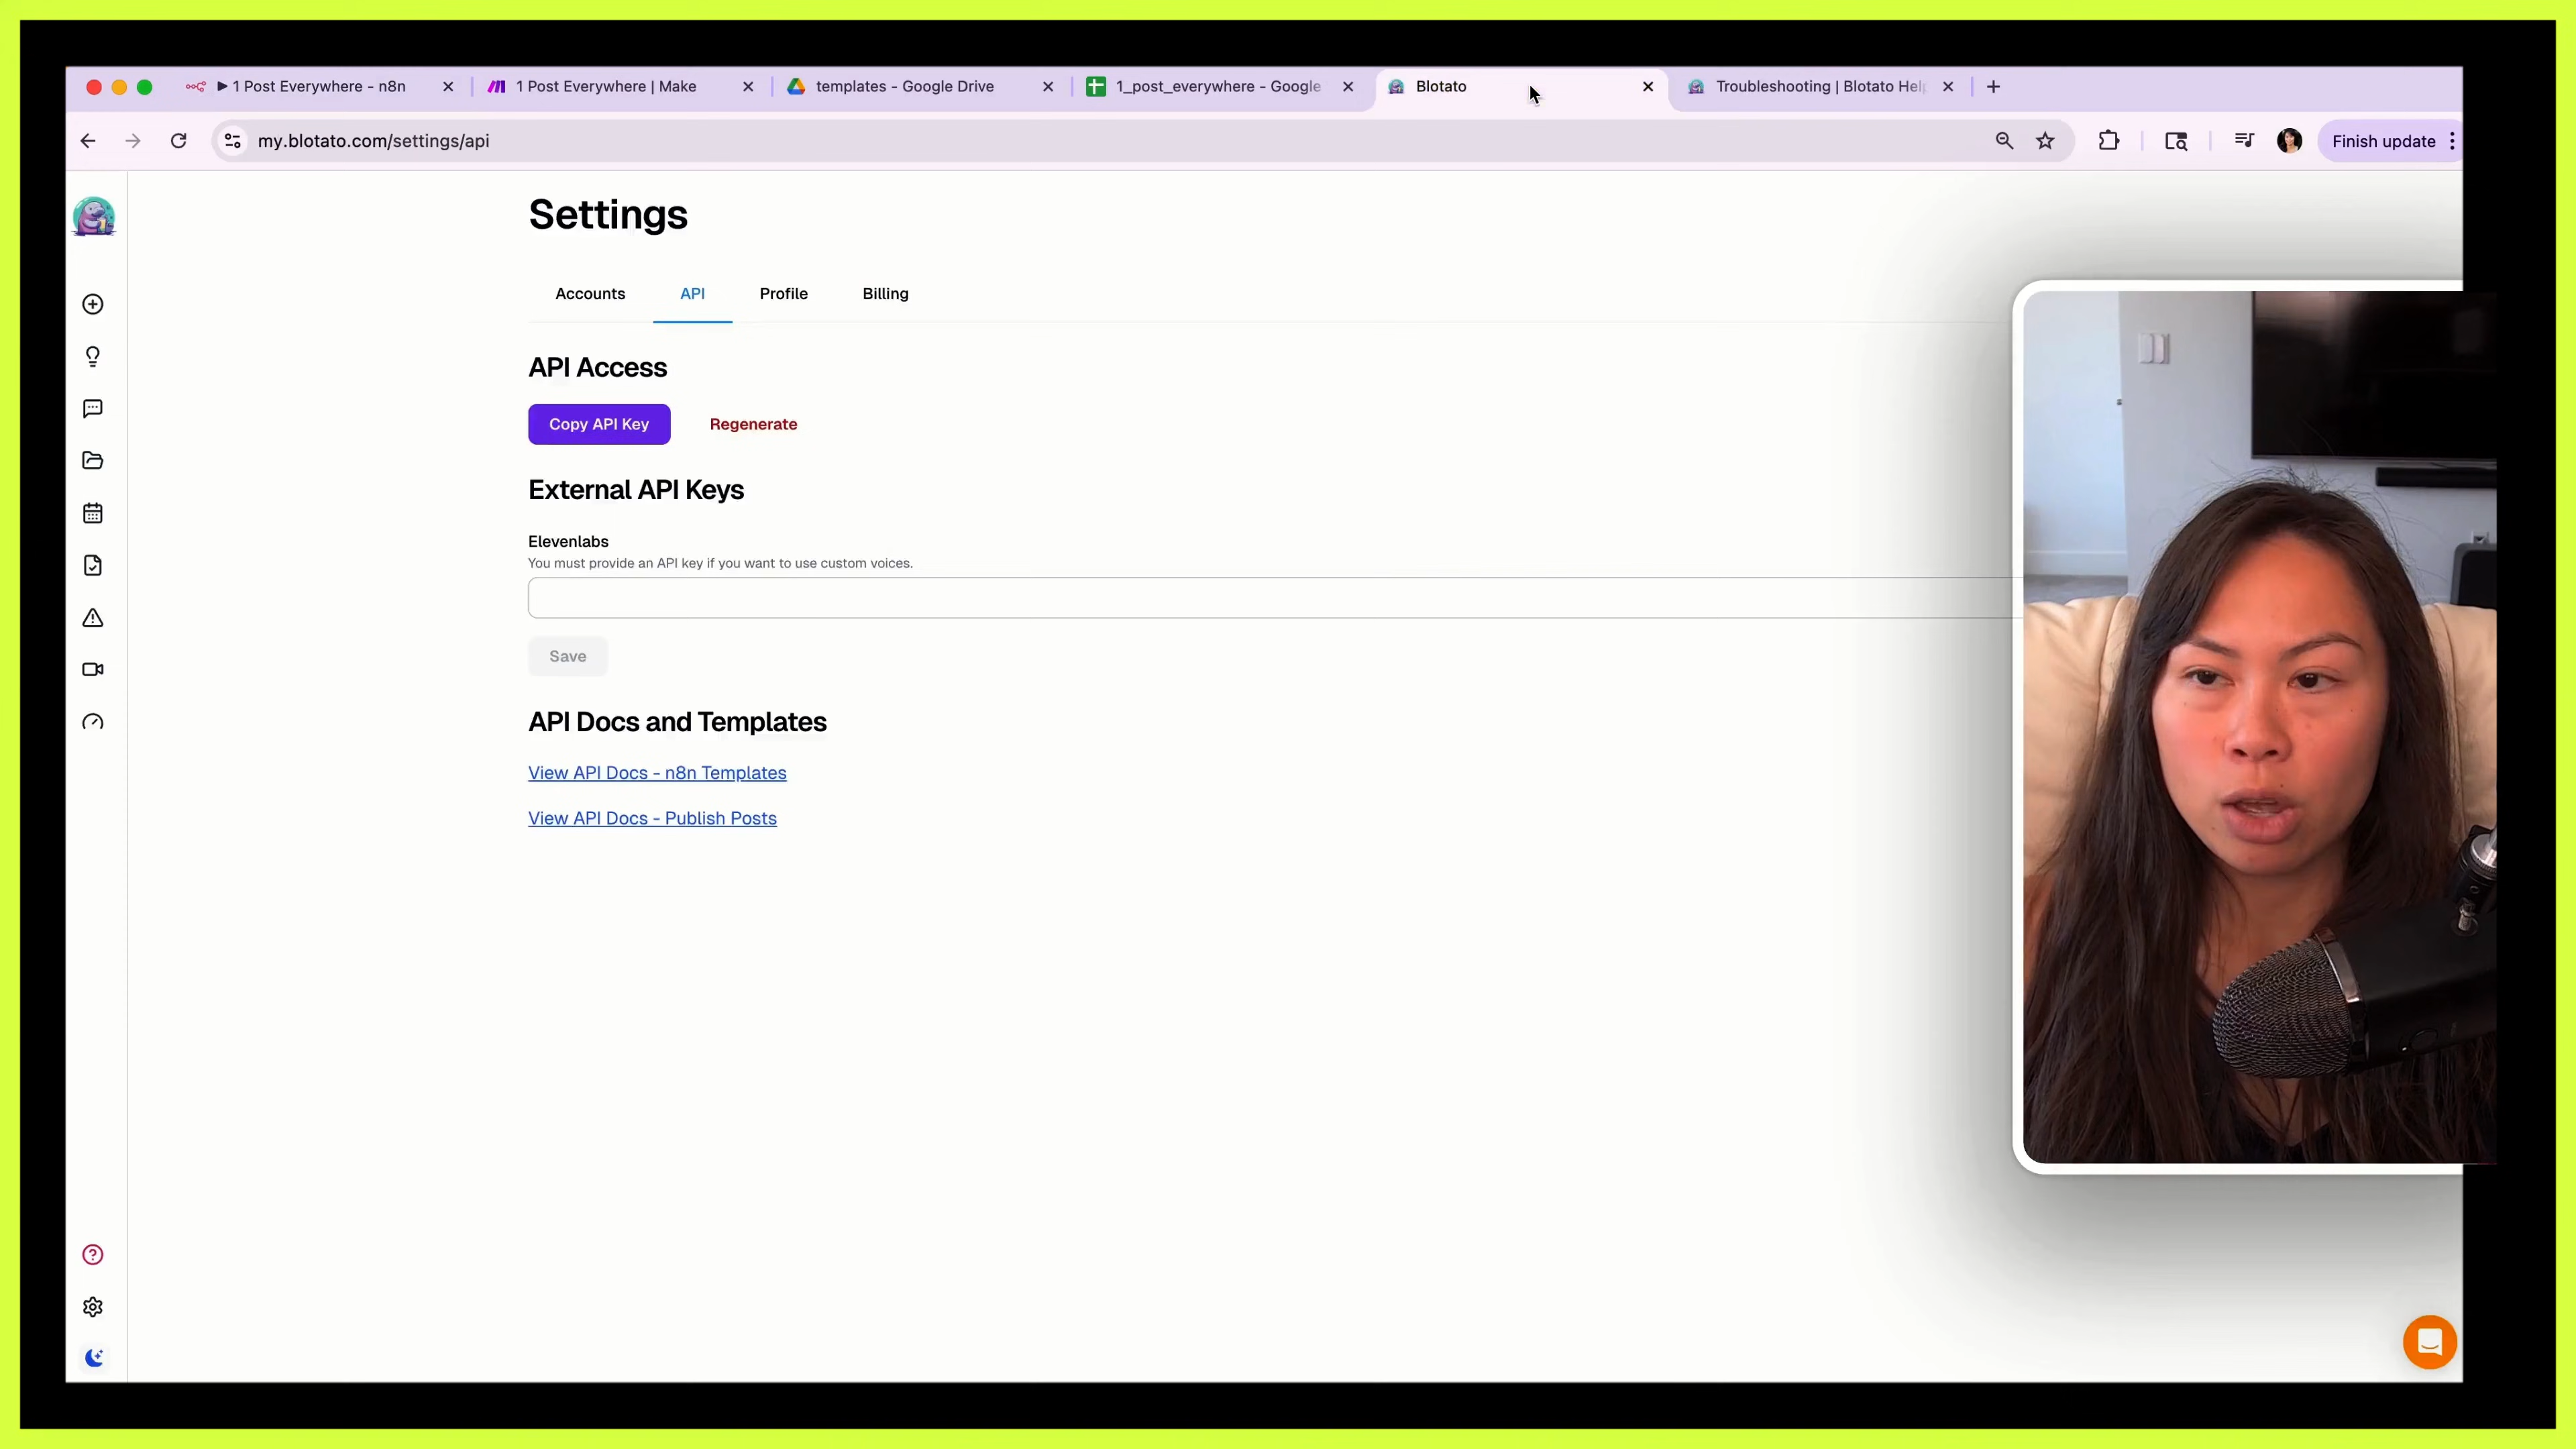 1 Post Everywhere - n8n
1 Post Everywhere | Make
templates - Google Drive
1_post_everywhere - Google
Blotato
Troubleshooting | Blotato Help
my.blotato.com/settings/api
Finish update
Settings
Accounts
API
Profile
Billing
API Access
Copy API Key
Regenerate
External API Keys
Elevenlabs
You must provide an API key if you want to use custom voices.
Save
API Docs and Templates
View API Docs - n8n Templates
View API Docs - Publish Posts